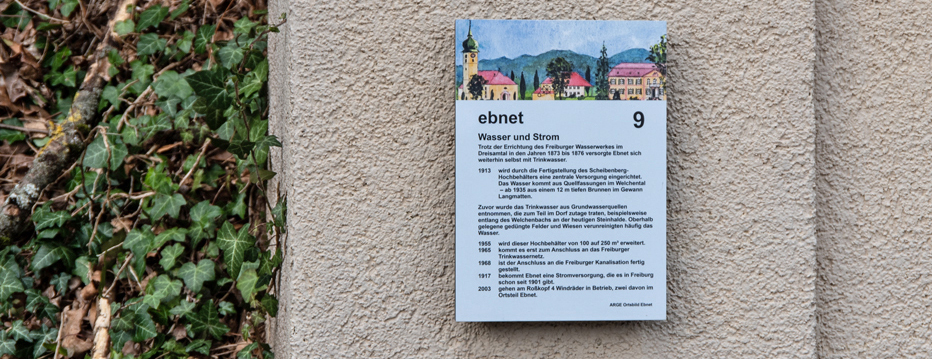 ebnet 9
Wasser und Strom
Trotz der Errichtung des Freiburger Wasserwerkes im
Dreisamtal in den Jahren 1873 bis 1876 versorgte Ebnet sich
weiterhin selbst mit Trinkwasser.
1913 wird durch die Fertigstellung des Scheibenberg-
Hochbehälters eine zentrale Versorgung eingerichtet.
Das Wasser kommt aus Quellfassungen im Welchental
– ab 1935 aus einem 12 m tiefen Brunnen im Gewann
Langmatten.
Zuvor wurde das Trinkwasser aus Grundwasserquellen
entnommen, die zum Teil im Dorf zutage traten, beispielsweise
entlang des Welchenbachs an der heutigen Steinhalde. Oberhalb
gelegene gedüngte Felder und Wiesen verunreinigten häufig das
Wasser.
1955 wird dieser Hochbehälter von 100 auf 250 m³ erweitert.
1965 kommt es erst zum Anschluss an das Freiburger
Trinkwassernetz.
1968 ist der Anschluss an die Freiburger Kanalisation fertig
gestellt.
1917 bekommt Ebnet eine Stromversorgung, die es in Freiburg
schon seit 1901 gibt.
2003 gehen am Roßkopf 4 Windräder in Betrieb, zwei davon im
Ortsteil Ebnet.
ARGE Ortsbild Ebnet